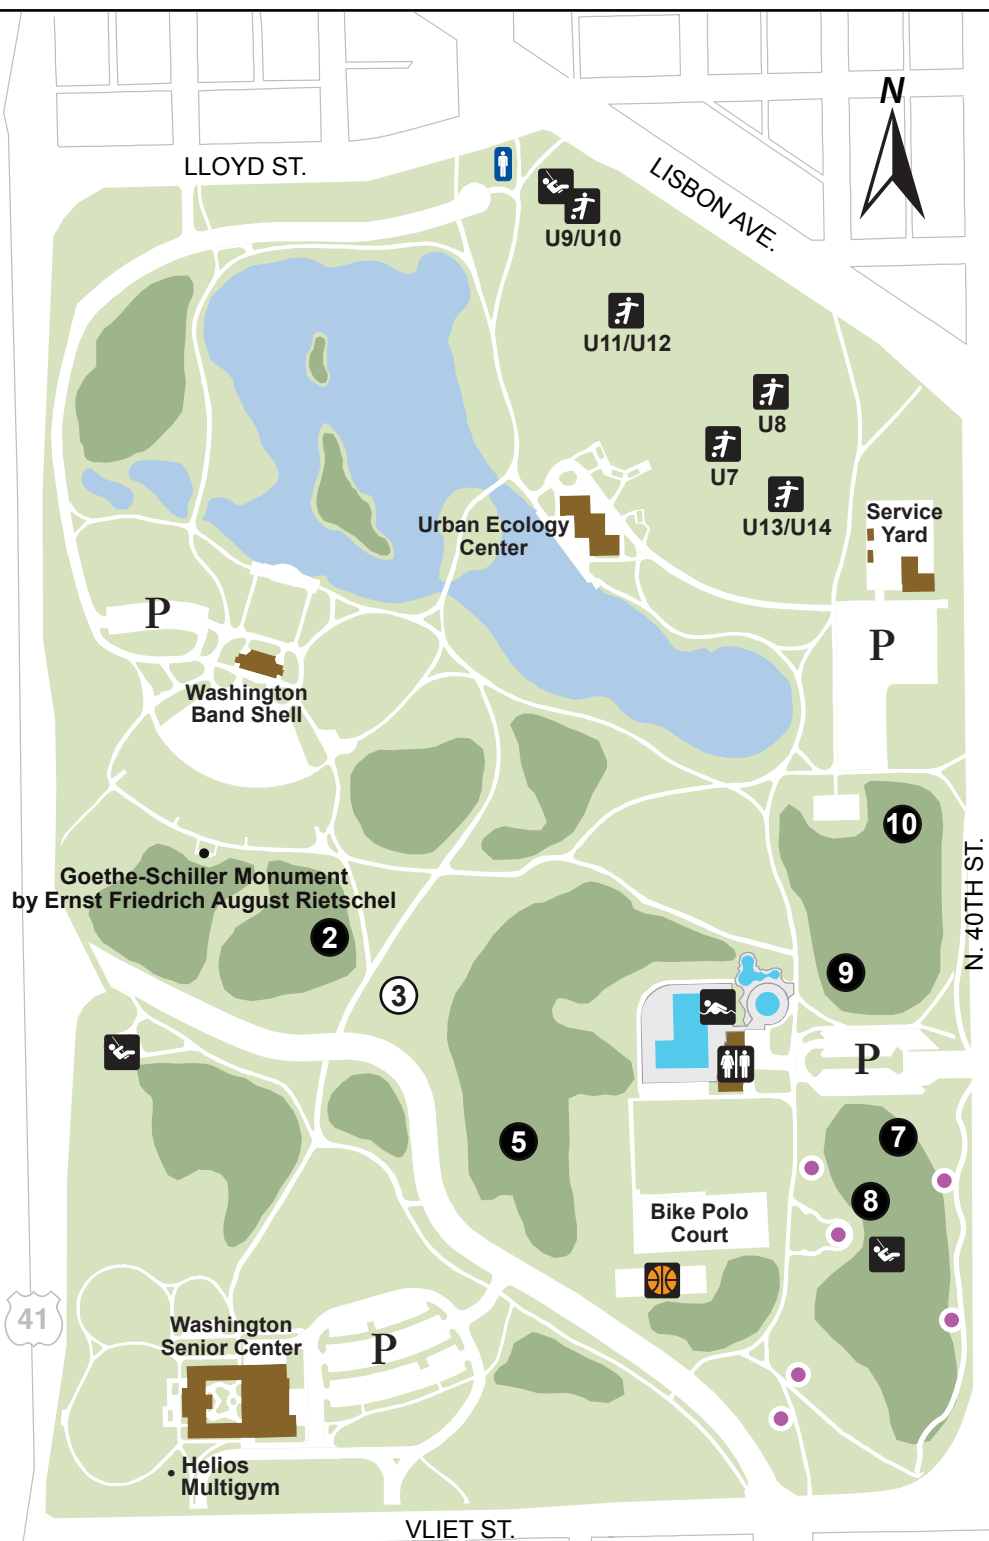 N
LLOYD ST.
LISBON AVE.
U9/U10
U11/U12
U8
U7
U13/U14
Urban Ecology
Center
Service
Yard
P
P
Washington
Band Shell
10
Goethe-Schiller Monument
by Ernst Friedrich August Rietschel
N. 40TH ST.
2
9
3
P
5
7
8
Bike Polo
Court
41
Washington
Senior Center
P
Helios
Multigym
VLIET ST.